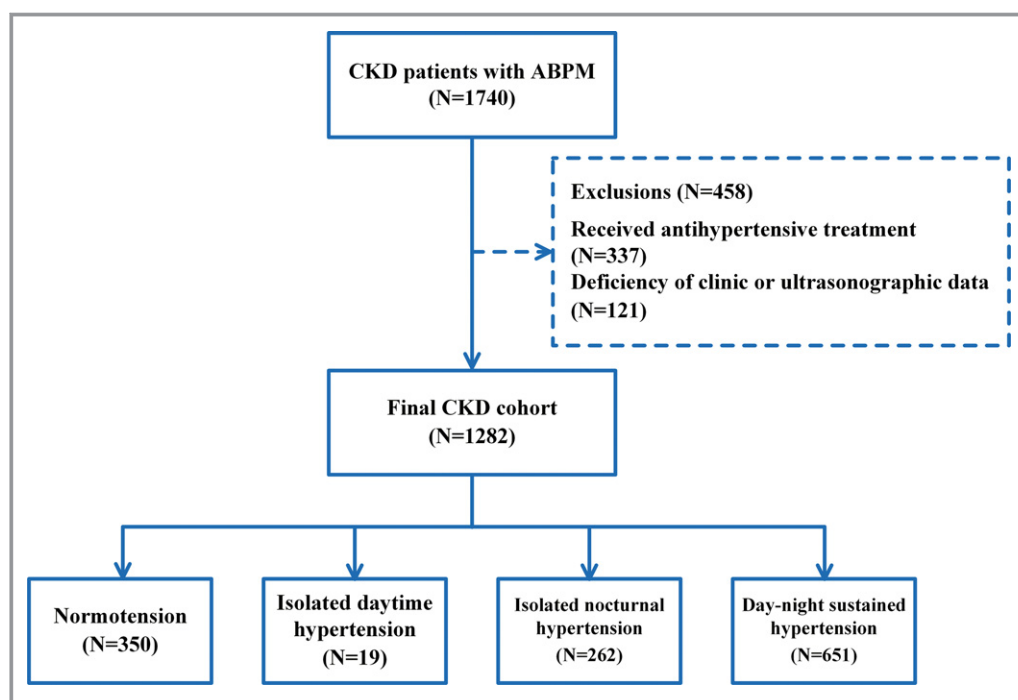 CKD patients with ABPM
(N=1740)
Exclusions (N=458)
Received antihypertensive treatment
(N=337)
Deficiency of clinic or ultrasonographic data
(N=121)
Final CKD cohort
(N=1282)
Normotension
(N=350)
Isolated daytime
hypertension
(N=19)
Isolated nocturnal
hypertension
(N=262)
Day-night sustained
hypertension
(N=651)